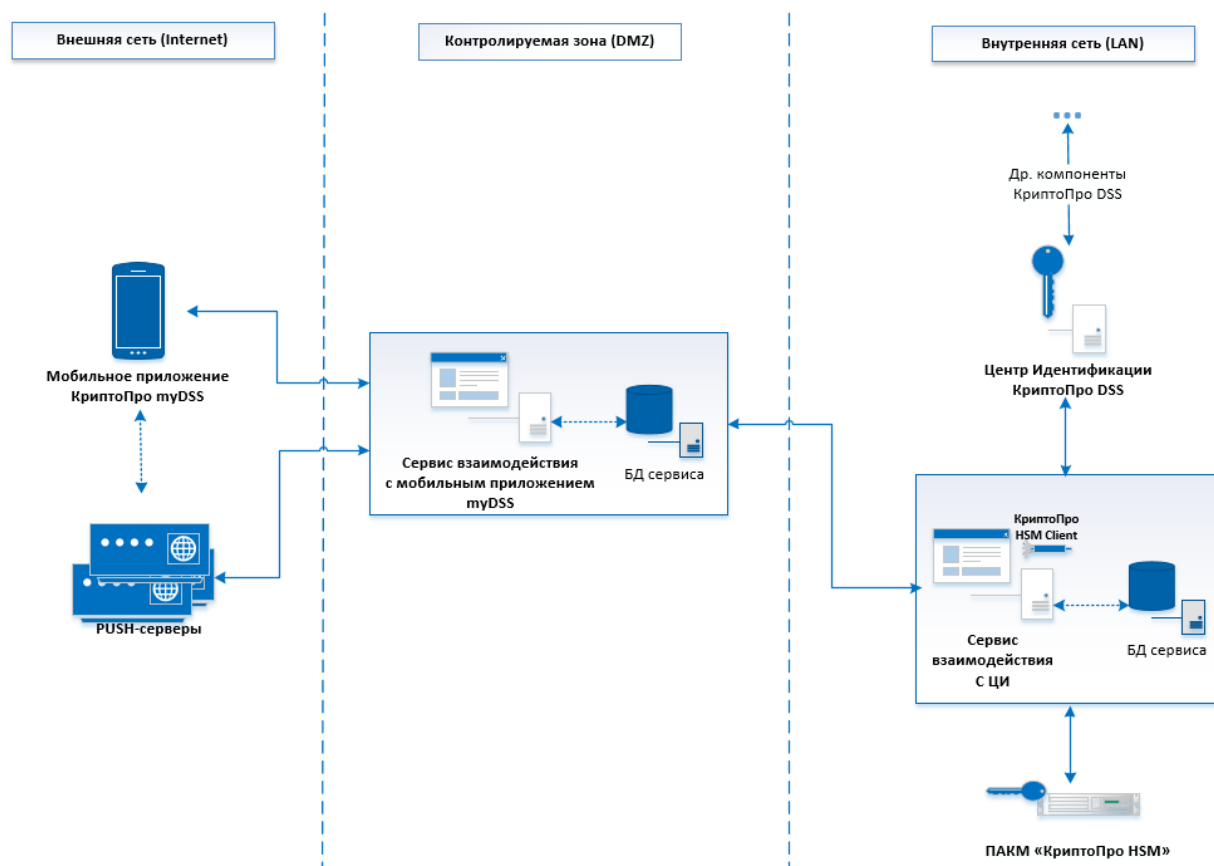 Внешняя сеть (Internet)
Контролируемая зона (DMZ)
Внутренняя сеть (LAN)
Др. компоненты
КриптоПро DSS
Мобильное приложение
КриптоПро myDSS
Центр Идентификации
КриптоПро DSS
Сервис взаимодействия
с мобильным приложением
myDSS
БД сервиса
КриптоПро
HSM Client
PUSH-серверы
Сервис
взаимодействия
С ЦИ
БД сервиса
ПАКМ «КриптоПро HSM»